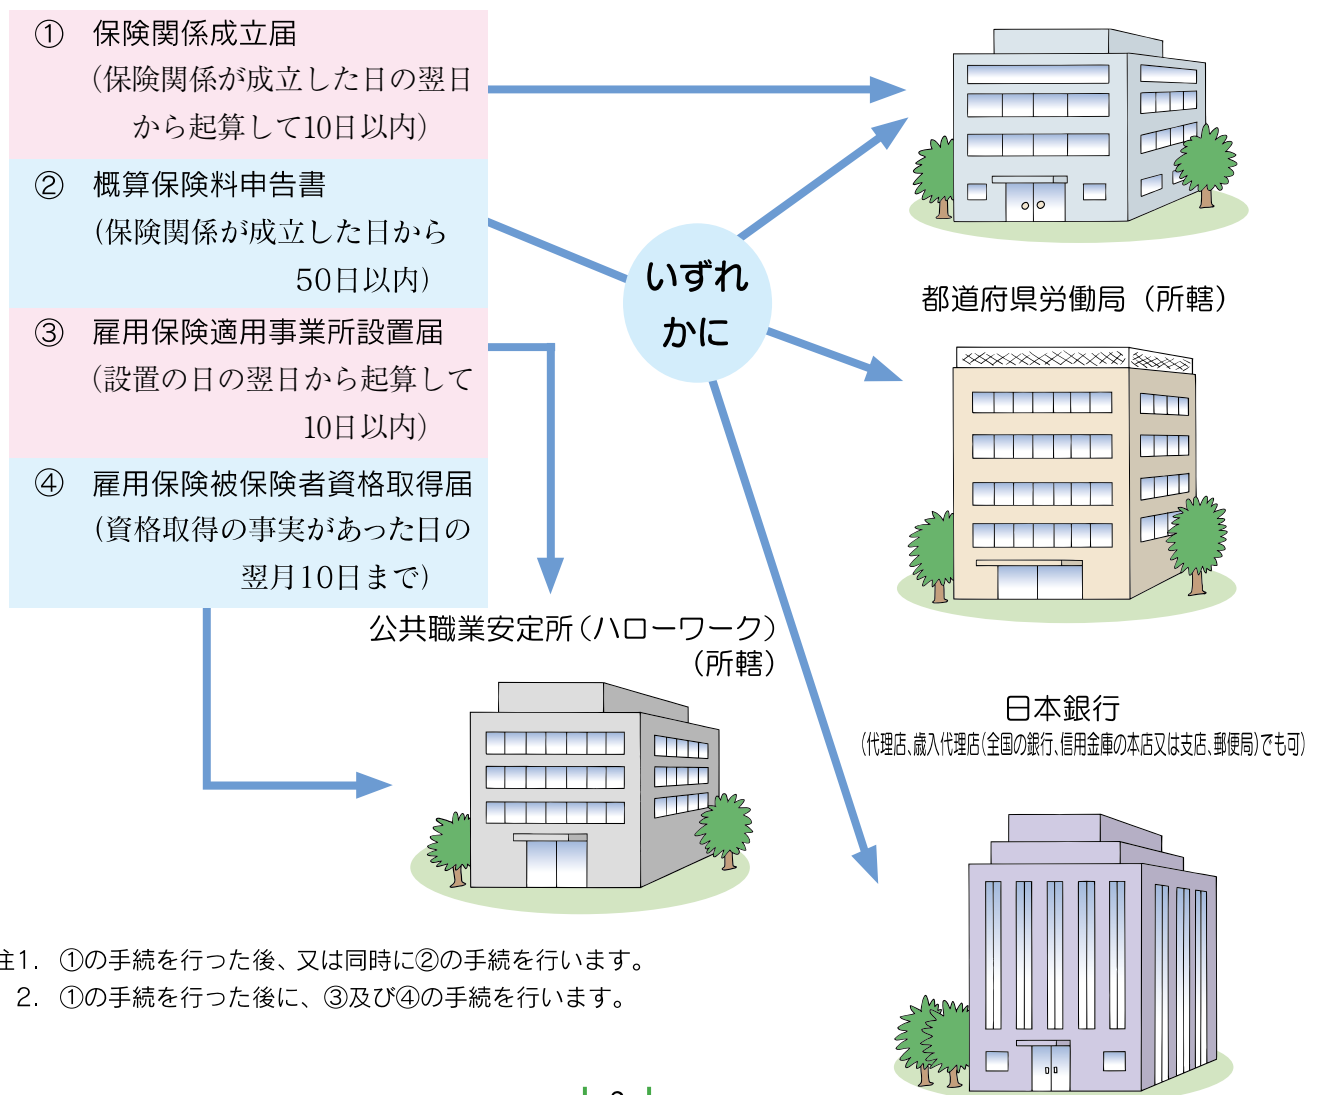 ① 保険関係成立届
（保険関係が成立した日の翌日
から起算して10日以内）
② 概算保険料申告書
（保険関係が成立した日から
50日以内）
③ 雇用保険適用事業所設置届
（設置の日の翌日から起算して
10日以内）
④ 雇用保険被保険者資格取得届
（資格取得の事実があった日の
翌月10日まで）
いずれ
かに
都道府県労働局（所轄）
公共職業安定所（ハローワーク）
（所轄）
日本銀行
（代理店、歳入代理店（全国の銀行、信用金庫の本店又は支店、郵便局）でも可）
注1. ①の手続を行った後、又は同時に②の手続を行います。
2. ①の手続を行った後に、③及び④の手続を行います。